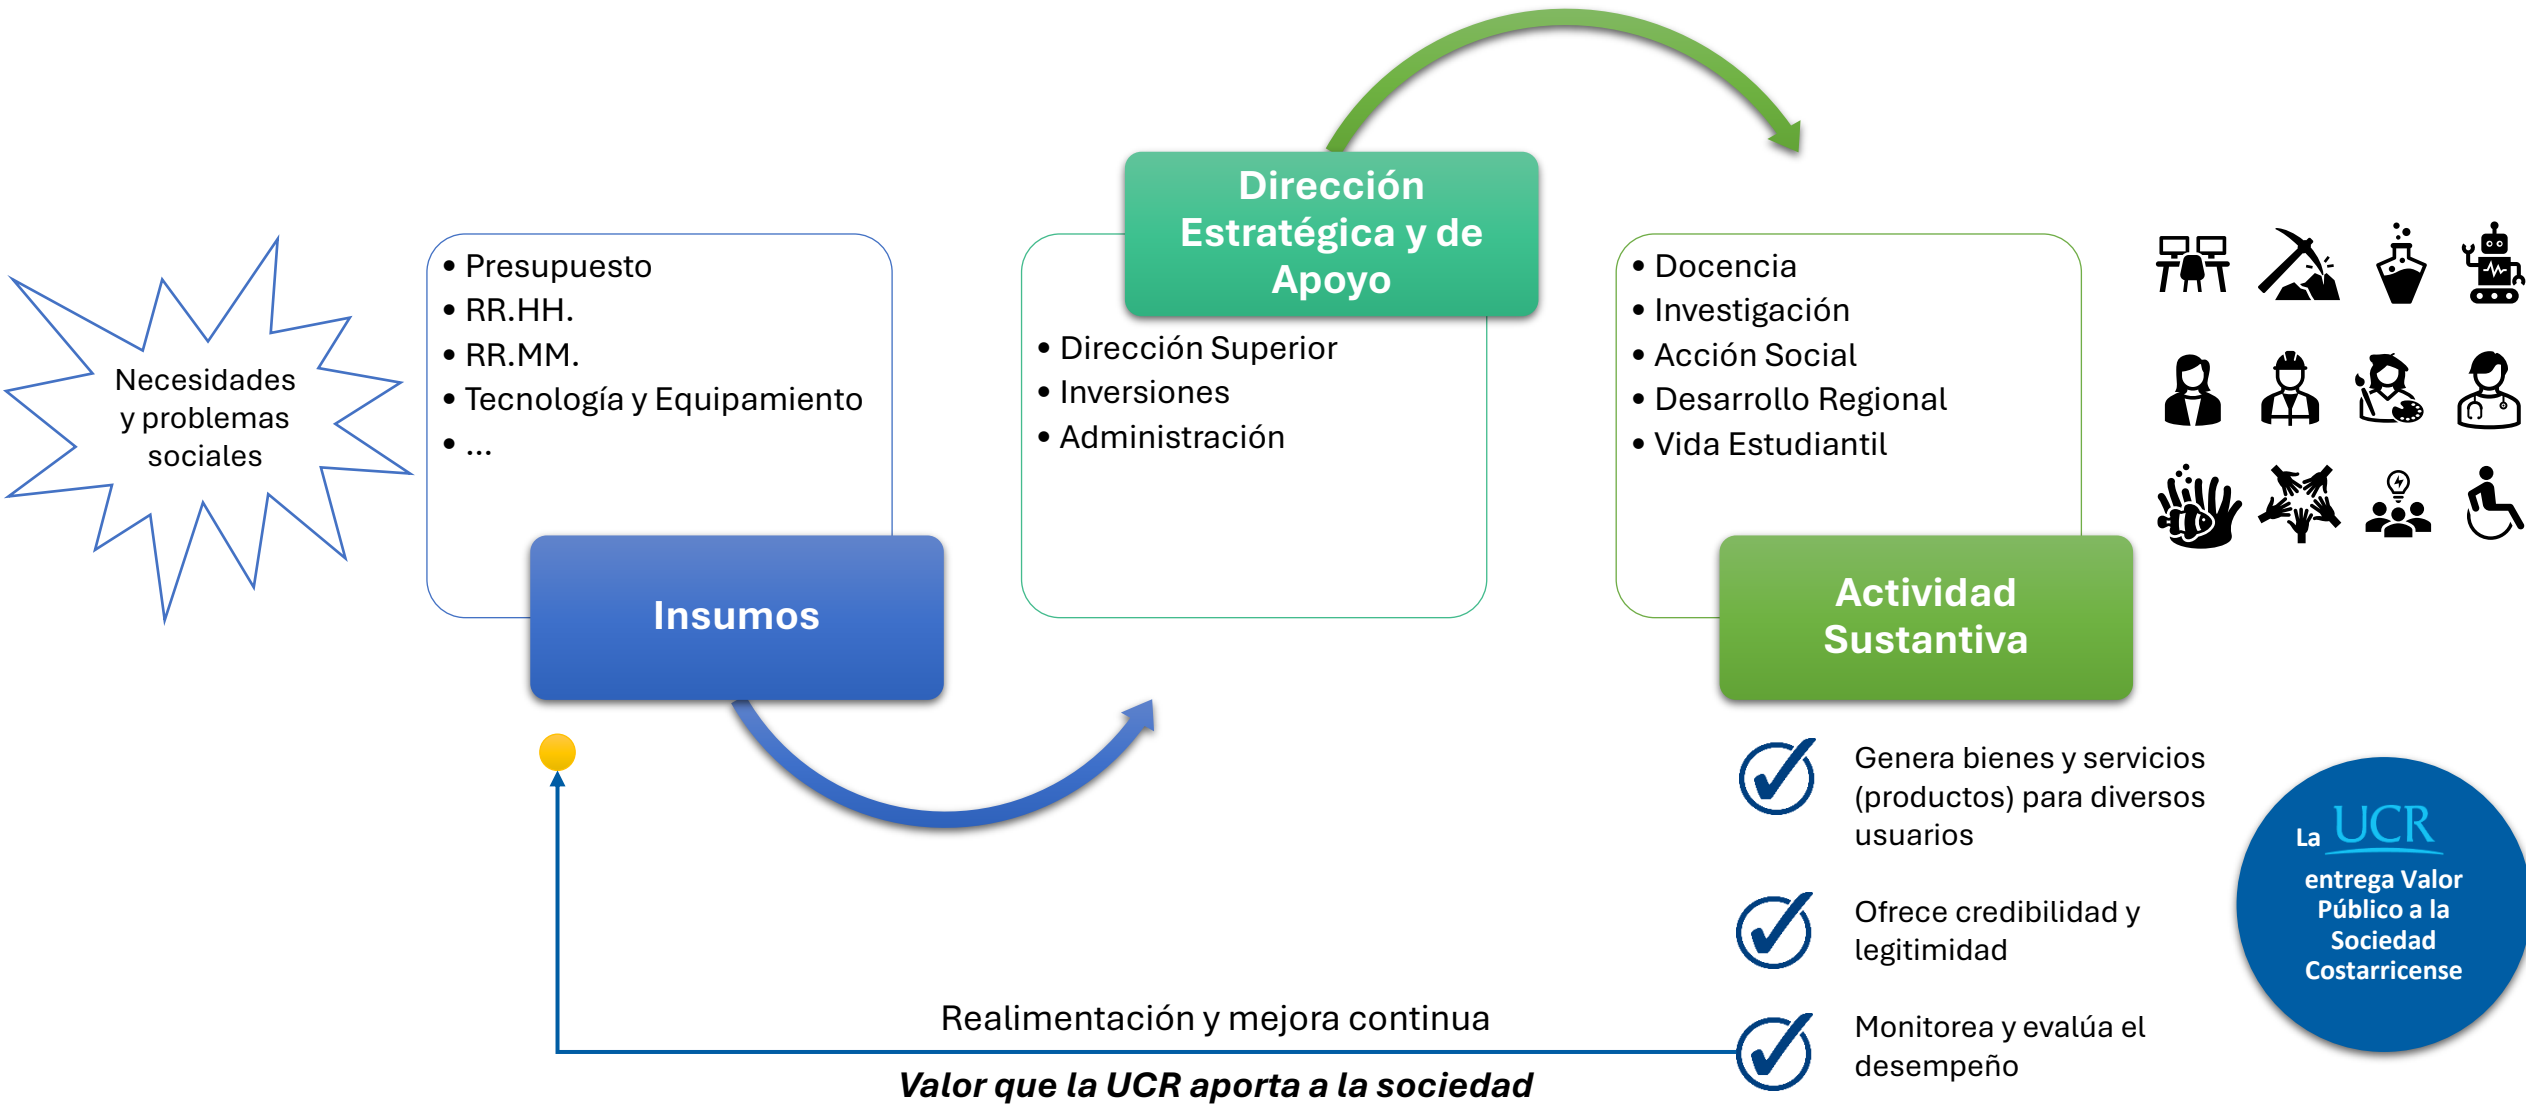 Necesidades
y problemas
sociales
• Presupuesto
• RR.HH.
• RR.MM.
• Tecnología y Equipamiento
• ...
Insumos
Dirección
Estratégica y de
Apoyo
• Dirección Superior
• Inversiones
• Administración
• Docencia
• Investigación
• Acción Social
• Desarrollo Regional
• Vida Estudiantil
Actividad
Sustantiva
Genera bienes y servicios
(productos) para diversos
usuarios
Ofrece credibilidad y
legitimidad
Monitorea y evalúa el
desempeño
La UCR
entrega Valor
Público a la
Sociedad
Costarricense
Realimentación y mejora continua
Valor que la UCR aporta a la sociedad